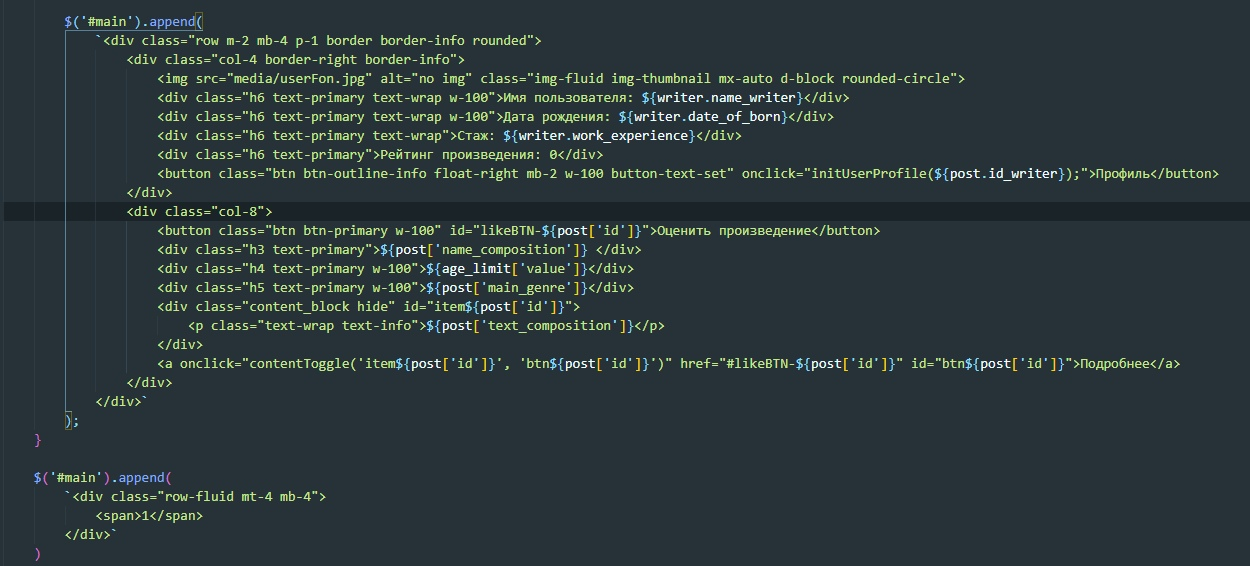 $('#main').append(
`<div class="row m-2 mb-4 p-1 border border-info rounded">
<div class="col-4 border-right border-info">
<img src="media/userFon.jpg" alt="no img" class="img-fluid img-thumbnail mx-auto d-block rounded-circle">
<div class="h6 text-primary text-wrap w-100">Имя пользователя: ${writer.name_writer}</div>
<div class="h6 text-primary text-wrap w-100">Дата рождения: ${writer.date_of_born}</div>
<div class="h6 text-primary text-wrap">Стаж: ${writer.work_experience}</div>
<div class="h6 text-primary">Рейтинг произведения: 0</div>
<button class="btn btn-outline-info float-right mb-2 w-100 button-text-set" onclick="initUserProfile(${post.id_writer});">Профиль</button>
</div>
<div class="col-8">
<button class="btn btn-primary w-100" id="likeBTN-${post['id']}">Оценить произведение</button>
<div class="h3 text-primary">${post['name_composition']} </div>
<div class="h4 text-primary w-100">${age_limit['value']}</div>
<div class="h5 text-primary w-100">${post['main_genre']}</div>
<div class="content_block hide" id="item${post['id']}">
<p class="text-wrap text-info">${post['text_composition']}</p>
</div>
<a onclick="contentToggle('item${post['id']}', 'btn${post['id']}')" href="#likeBTN-${post['id']}" id="btn${post['id']}">Подробнее</a>
</div>
</div>`
);
}
$('#main').append(
`<div class="row-fluid mt-4 mb-4">
<span>1</span>
</div>`
)